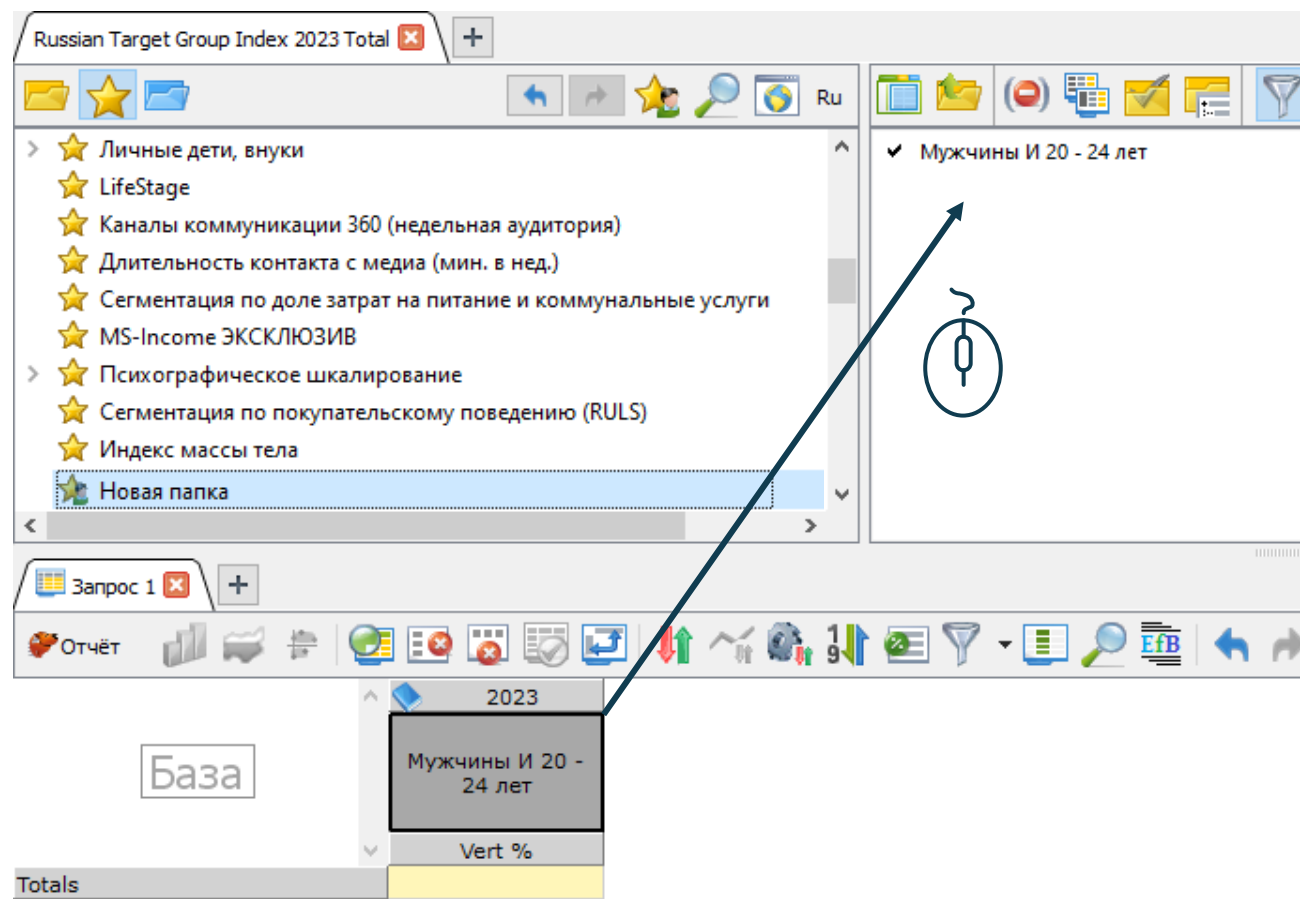 Russian Target Group Index 2023 Total
Ru
Личные дети, внуки
LifeStage
Каналы коммуникации 360 (недельная аудитория)
Длительность контакта с медиа (мин. в нед.)
Сегментация по доле затрат на питание и коммунальные услуги
MS-Income ЭКСКЛЮЗИВ
Психографическое шкалирование
Сегментация по покупательскому поведению (RULS)
Индекс массы тела
Новая папка
Мужчины И 20 - 24 лет
Запрос 1
Отчёт
1
9
EfB
2023
База
Мужчины И 20 -
24 лет
Vert %
Totals